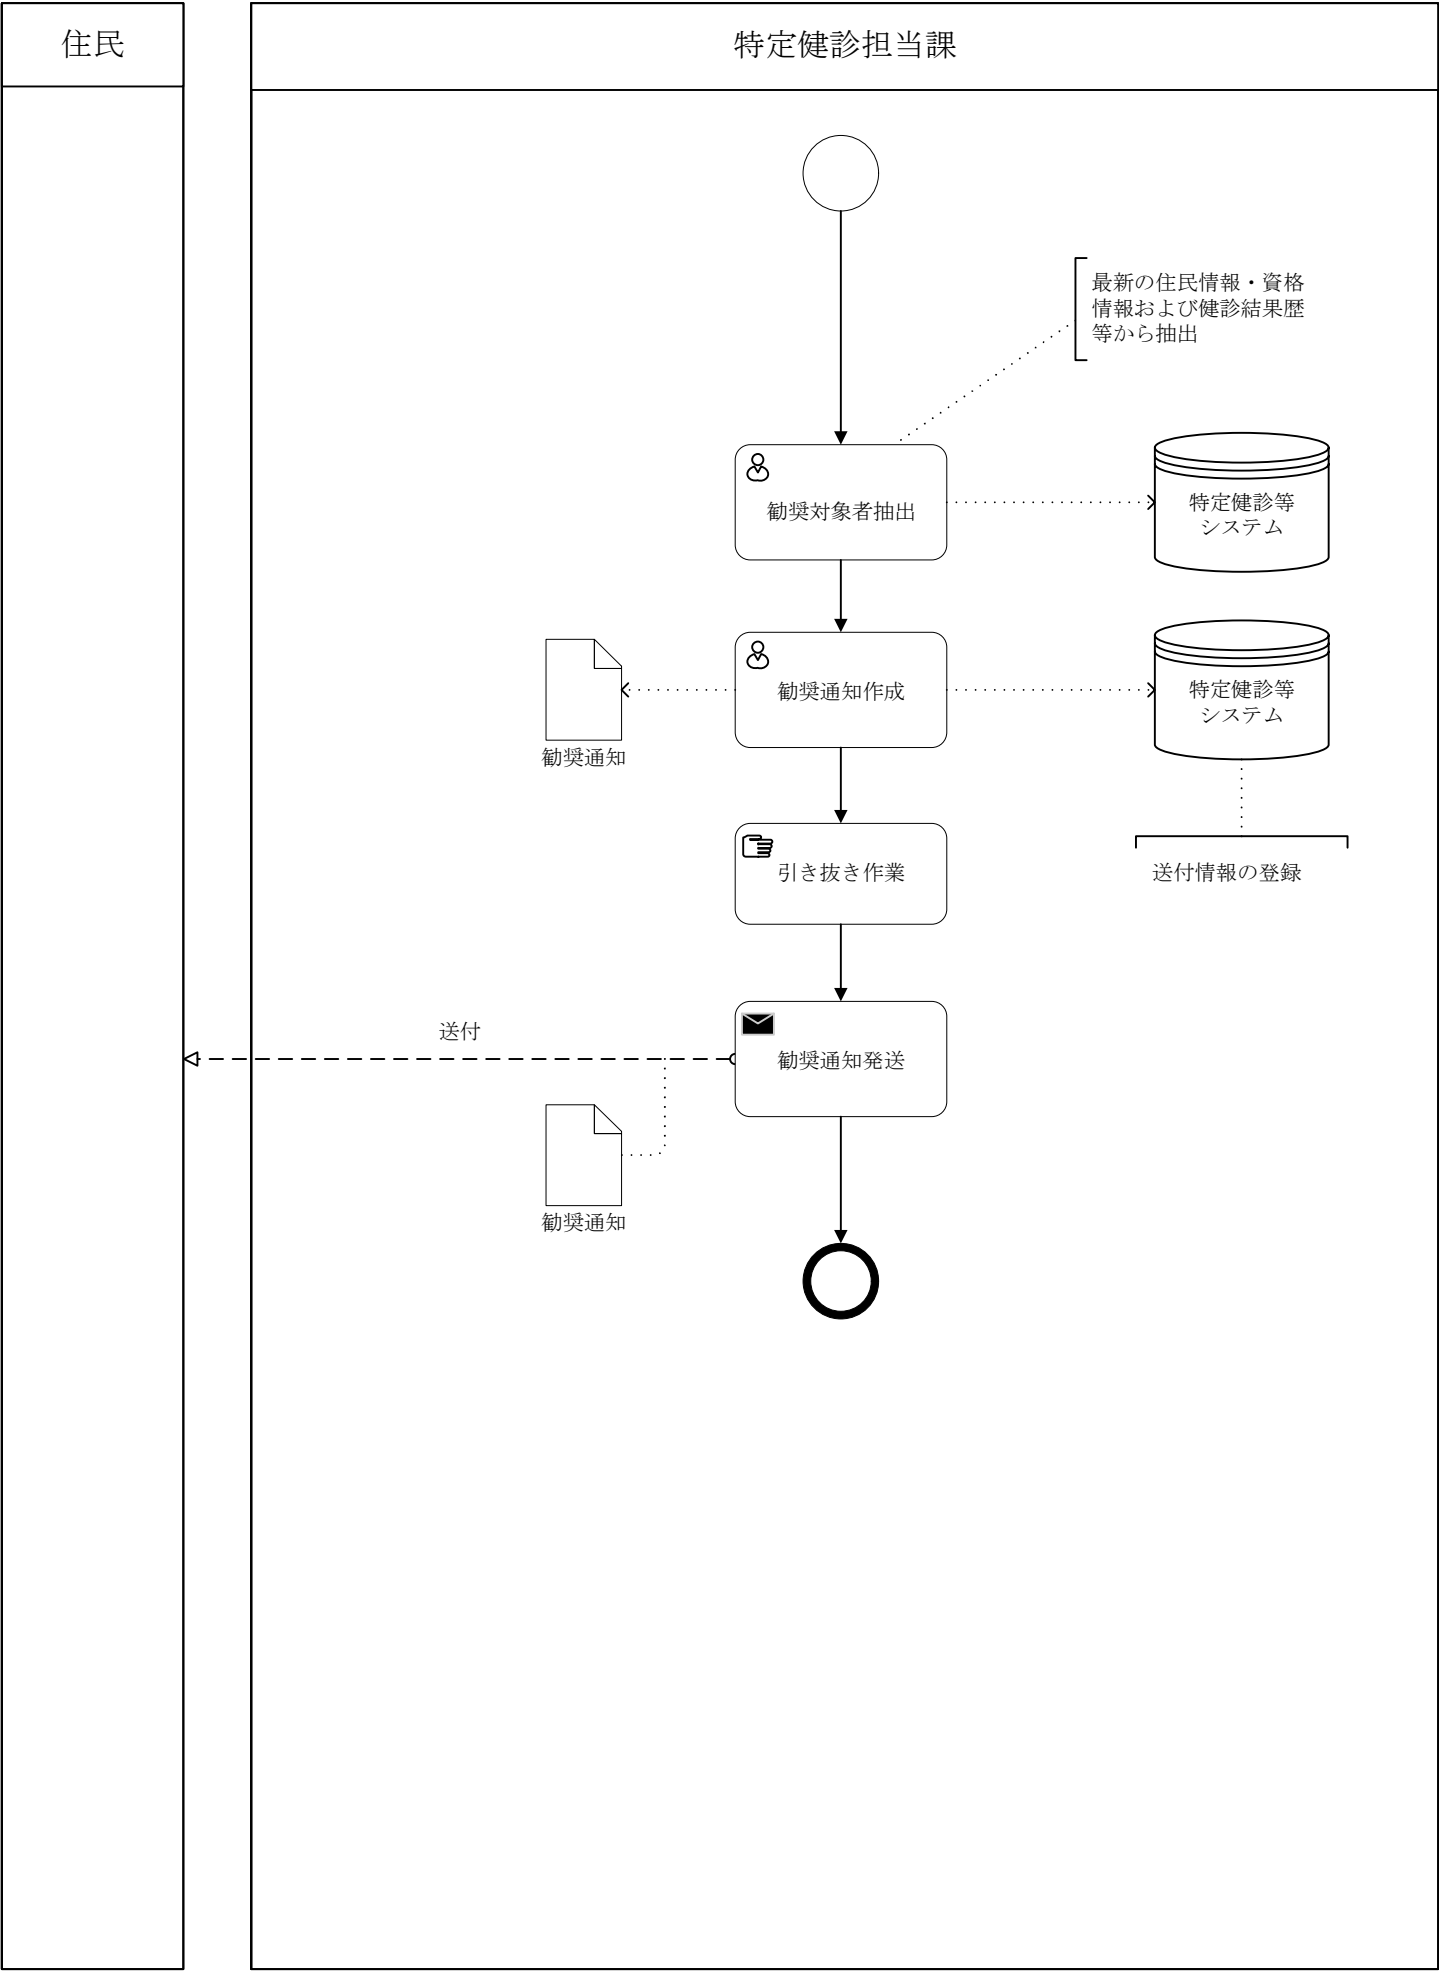 住民
特定健診担当課
最新の住民情報・資格
情報および健診結果歴
等から抽出
勧奨対象者抽出
特定健診等
システム
勧奨通知作成
特定健診等
システム
勧奨通知
引き抜き作業
送付情報の登録
送付
勧奨通知発送
勧奨通知